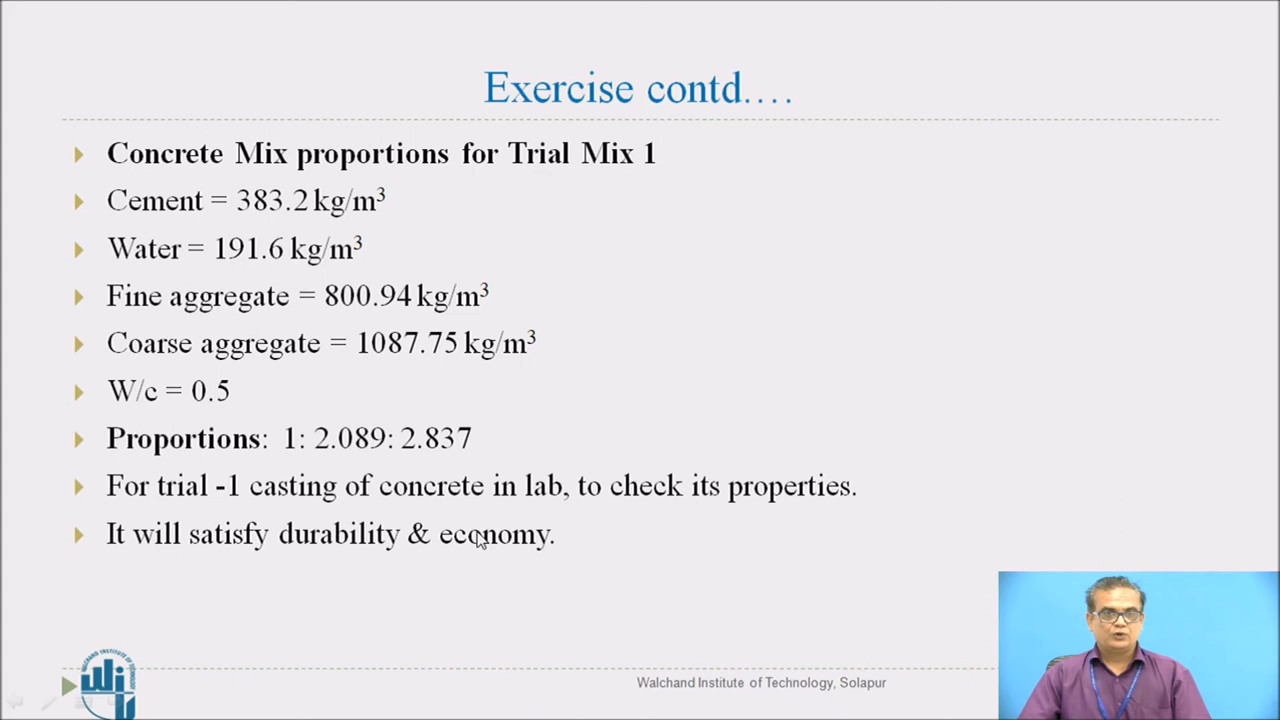 Exercise contd....
Concrete Mix proportions for Trial Mix 1
Cement = 383.2 kg/m³
Water = 191.6 kg/m³
Fine aggregate = 800.94 kg/m³
Coarse aggregate = 1087.75 kg/m³
W/c = 0.5
Proportions: 1: 2.089: 2.837
For trial -1 casting of concrete in lab, to check its properties.
It will satisfy durability & economy.
Walchand Institute of Technology, Solapur